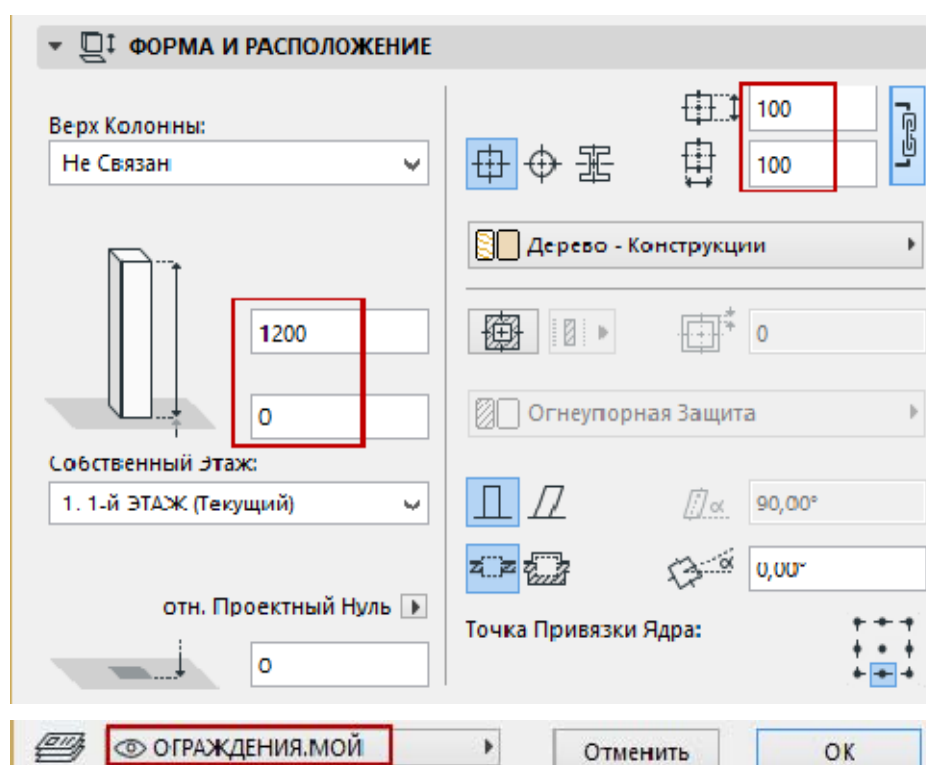 ФОРМА И РАСПОЛОЖЕНИЕ
Верх Колонны:
Не Связан
1200
0
Собственный Этаж:
1. 1-й ЭТАЖ (Текущий)
отн. Проектный Нуль
0
100
100
Дерево - Конструкции
0
Огнеупорная Защита
α 90,00°
α 0,00°
Точка Привязки Ядра:
ОГРАЖДЕНИЯ.МОЙ
Отменить
ОК